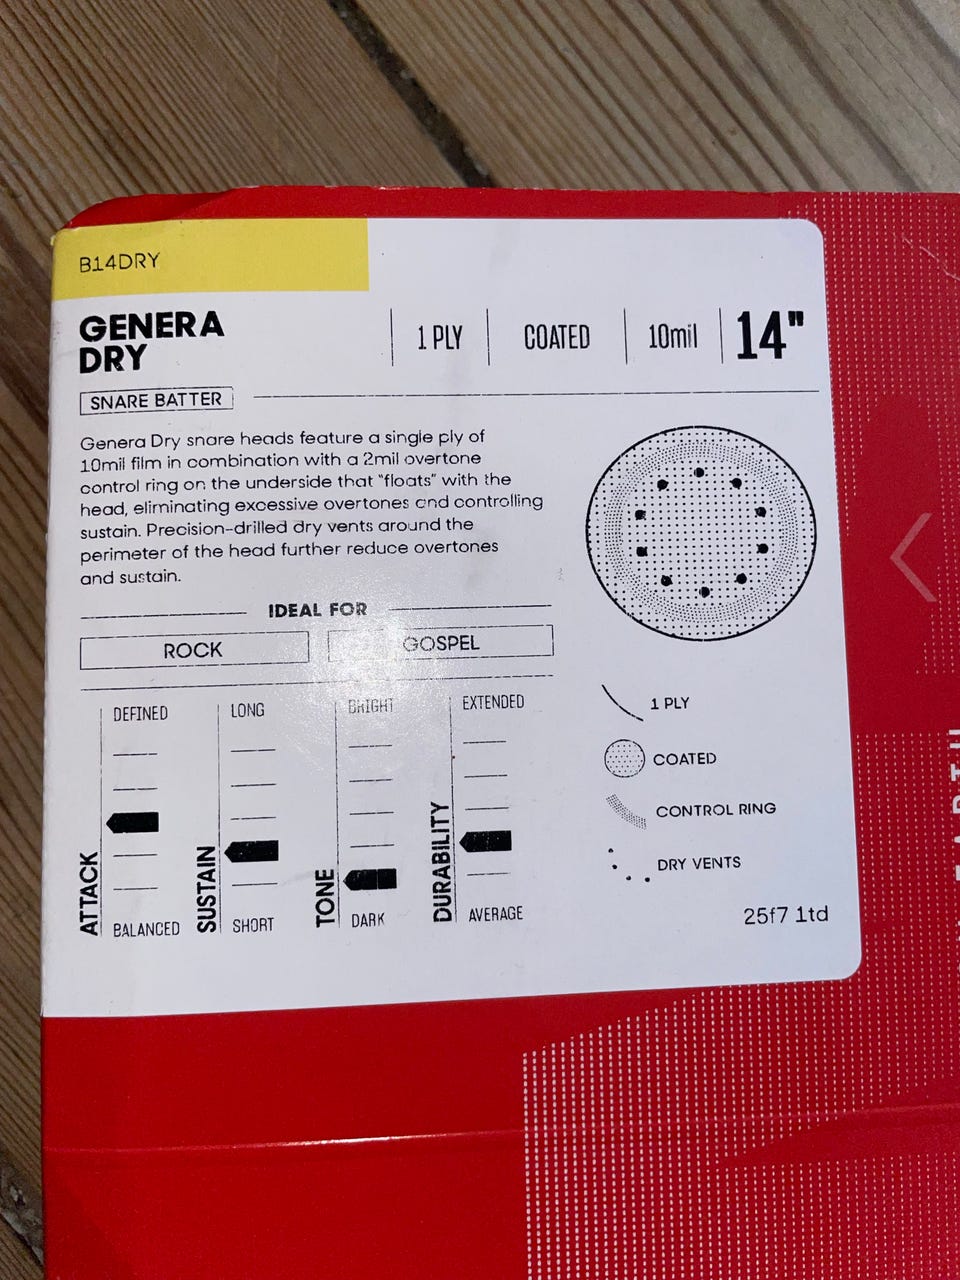 B14DRY
GENERA
DRY
1 PLY
COATED
10mil
14"
SNARE BATTER
Genera Dry snare heads feature a single ply of
10mil film in combination with a 2mil overtone
control ring on the underside that "floats" with the
head, eliminating excessive overtones and controlling
sustain. Precision-drilled dry vents around the
perimeter of the head further reduce overtones
and sustain.
IDEAL FOR
ROCK
GOSPEL
ATTACK
DEFINED
BALANCED
SUSTAIN
LONG
SHORT
TONE
BRIGHT
DARK
DURABILITY
EXTENDED
AVERAGE
1 PLY
COATED
CONTROL RING
DRY VENTS
25f7 1td